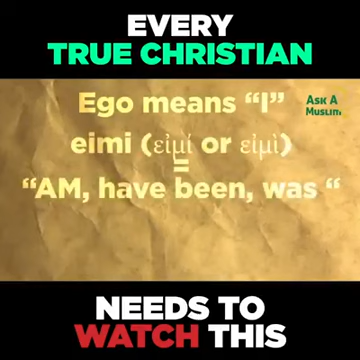 EVERY
TRUE CHRISTIAN
Ego means “I”
ASK A
MUSLIM
eimi (εἰμί or εἰμὶ)
=
“AM, have been, was “
NEEDS TO
WATCH THIS